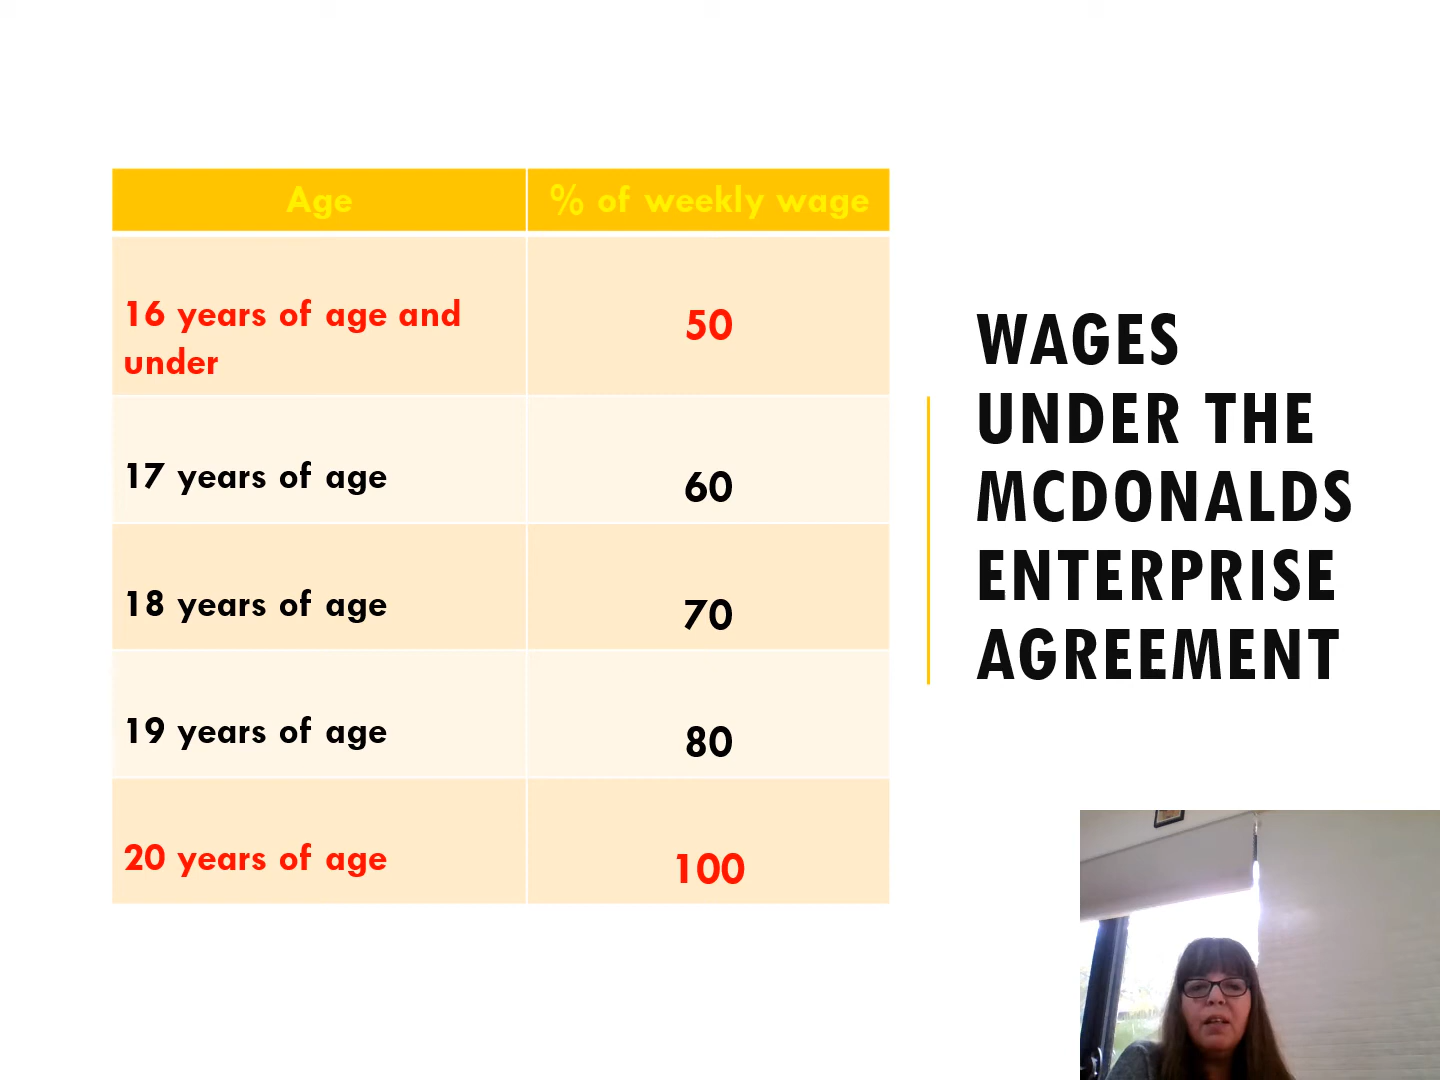 Age % of weekly wage
16 years of age and
under
50
17 years of age 60
18 years of age 70
19 years of age 80
20 years of age 100
WAGES
UNDER THE
MCDONALDS
ENTERPRISE
AGREEMENT